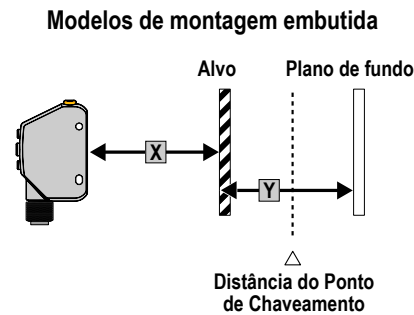 Modelos de montagem embutida
Alvo
Plano de fundo
X
Y
Distância do Ponto
de Chaveamento